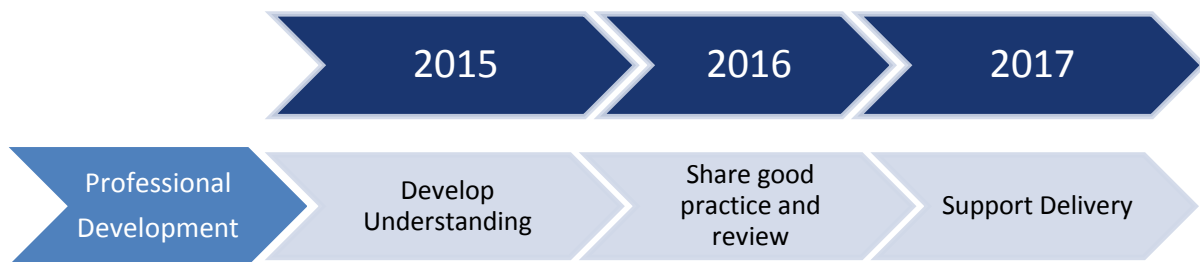 2015
2016
2017
Professional
Development
Develop
Understanding
Share good
practice and
review
Support Delivery